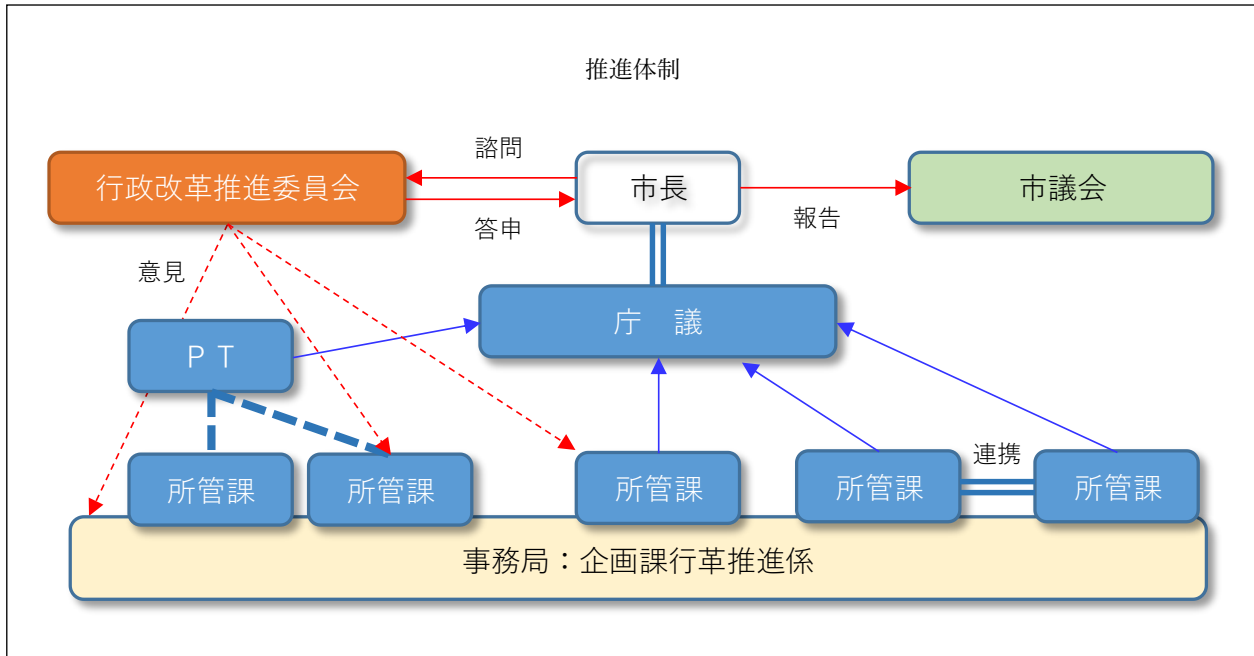 推進体制
諮問
行政改革推進委員会
市長
市議会
答申
報告
意見
庁　議
ＰＴ
連携
所管課
所管課
所管課
所管課
所管課
事務局：企画課行革推進係